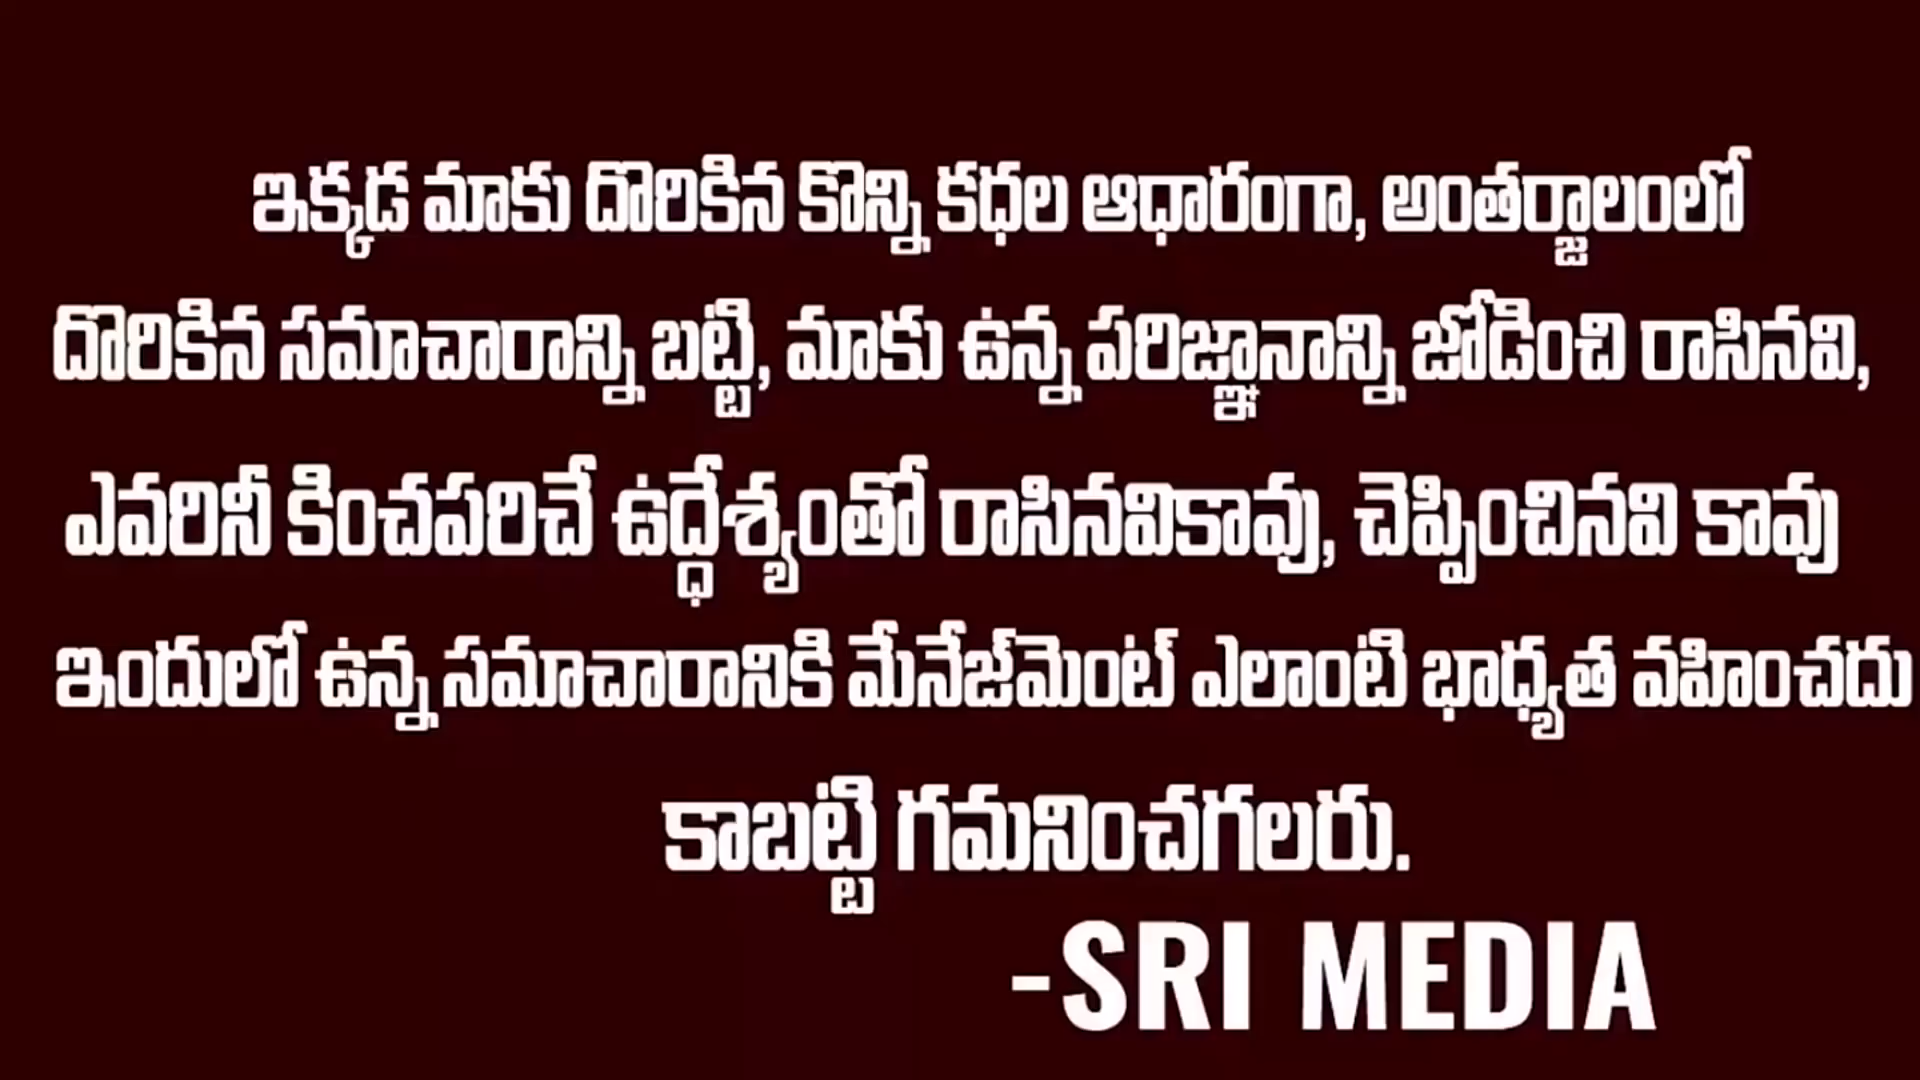 ఇక్కడ మాకు దొరికిన కొన్ని కధల ఆధారంగా, అంతర్జాలంలో
దొరికిన సమాచారాన్ని బట్టి, మాకు ఉన్న పరిజ్ఞానాన్ని జోడించి రాసినవి,
ఎవరినీ కించపరిచే ఉద్ధేశ్యంతో రాసినవికావు, చెప్పించినవి కావు
ఇందులో ఉన్న సమాచారానికి మేనేజ్‌మెంట్ ఎలాంటి భాధ్యత వహించదు
కాబట్టి గమనించగలరు.
-SRI MEDIA